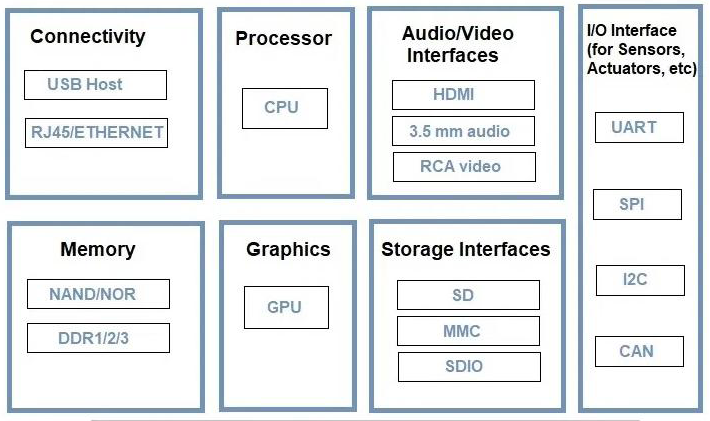 Connectivity
USB Host
RJ45/ETHERNET
Processor
CPU
Audio/Video
Interfaces
HDMI
3.5 mm audio
RCA video
I/O Interface
(for Sensors,
Actuators, etc)
UART
SPI
I2C
CAN
Memory
NAND/NOR
DDR1/2/3
Graphics
GPU
Storage Interfaces
SD
MMC
SDIO